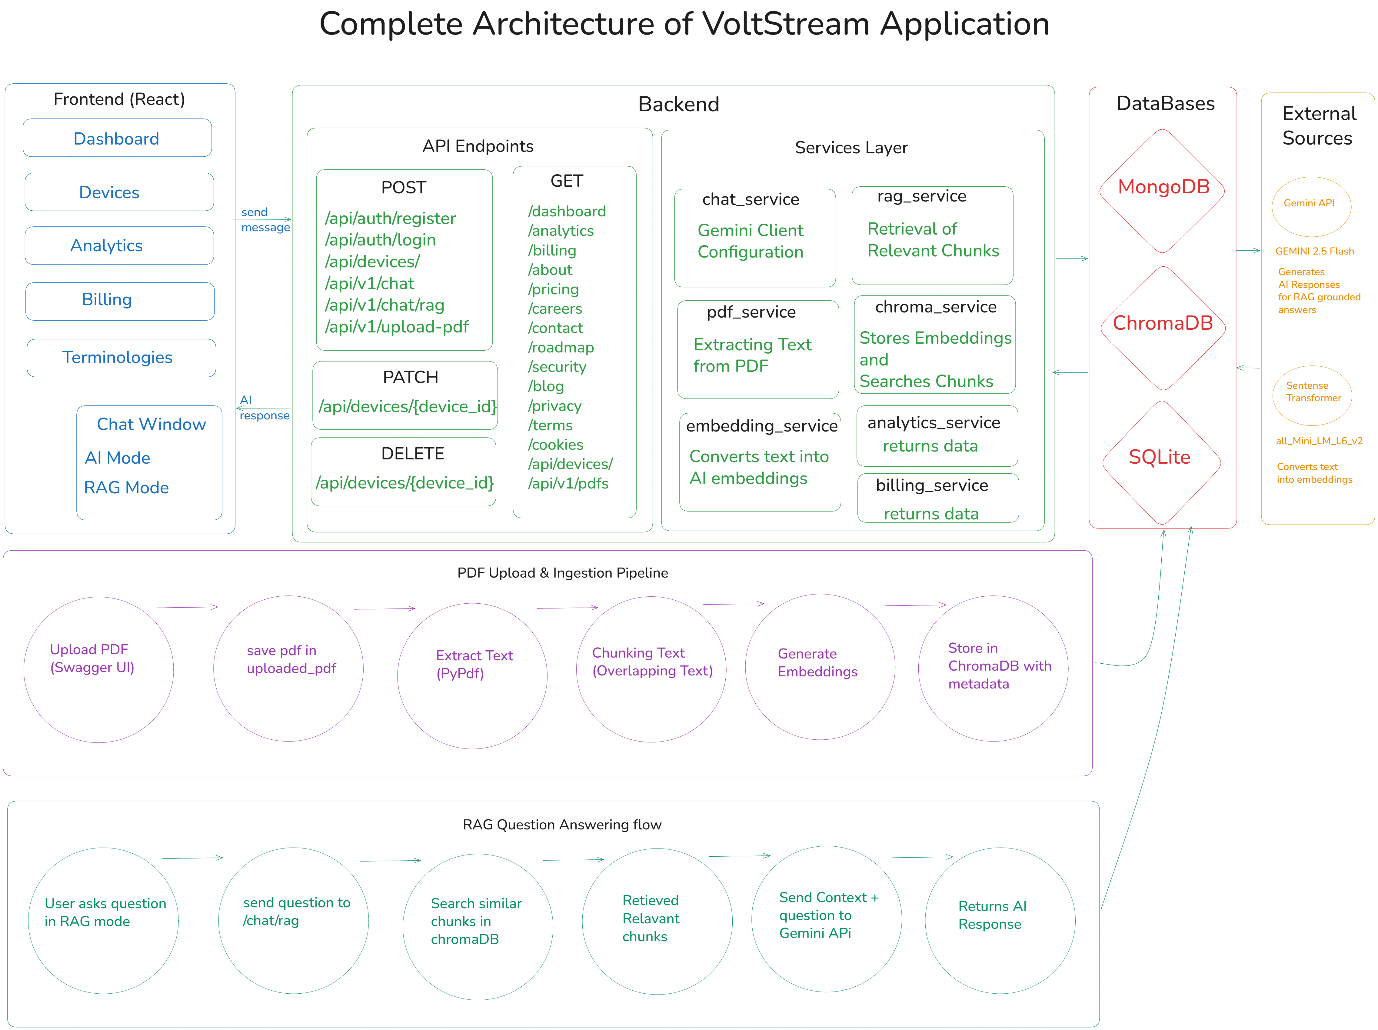 Complete Architecture of VoltStream Application
Frontend (React)
Dashboard
Devices
Analytics
Billing
Terminologies
Chat Window
AI Mode
RAG Mode
send
message
AI
response
Backend
API Endpoints
POST
/api/auth/register
/api/auth/login
/api/devices/
/api/v1/chat
/api/v1/chat/rag
/api/v1/upload-pdf
PATCH
/api/devices/{device_id}
DELETE
/api/devices/{device_id}
GET
/dashboard
/analytics
/billing
/about
/pricing
/careers
/contact
/roadmap
/security
/blog
/privacy
/terms
/cookies
/api/devices/
/api/v1/pdfs
Services Layer
chat_service
Gemini Client
Configuration
rag_service
Retrieval of
Relevant Chunks
pdf_service
Extracting Text
from PDF
chroma_service
Stores Embeddings
and
Searches Chunks
embedding_service
Converts text into
AI embeddings
analytics_service
returns data
billing_service
returns data
DataBases
MongoDB
ChromaDB
SQLite
External
Sources
Gemini API
GEMINI 2.5 Flash
Generates
AI Responses
for RAG grounded
answers
Sentense
Transformer
all_Mini_LM_L6_v2
Converts text
into embeddings
PDF Upload & Ingestion Pipeline
Upload PDF
(Swagger UI)
save pdf in
uploaded_pdf
Extract Text
(PyPdf)
Chunking Text
(Overlapping Text)
Generate
Embeddings
Store in
ChromaDB with
metadata
RAG Question Answering flow
User asks question
in RAG mode
send question to
/chat/rag
Search similar
chunks in
chromaDB
Retieved
Relavant
chunks
Send Context +
question to
Gemini APi
Returns AI
Response